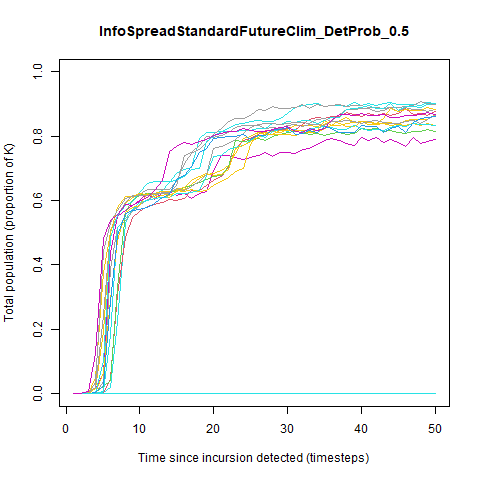 InfoSpreadStandardFutureClim_DetProb_0.5
Total population (proportion of K)
1.0
0.8
0.6
0.4
0.2
0.0
0 10 20 30 40 50
Time since incursion detected (timesteps)